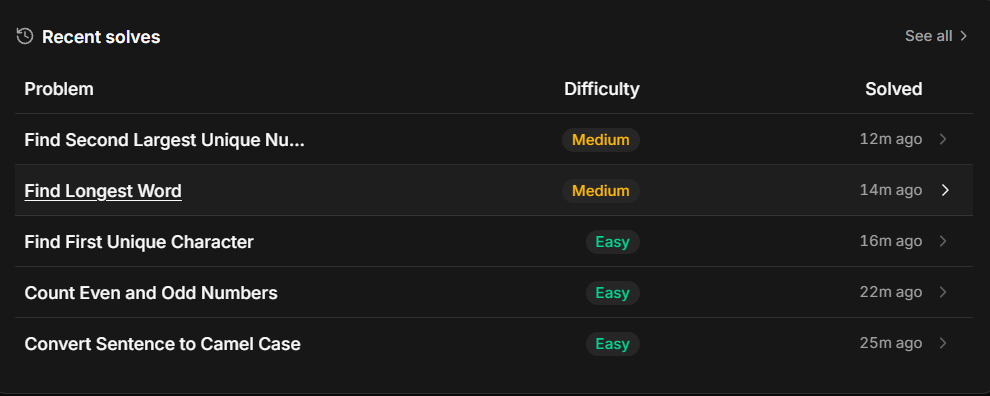 Recent solves See all
Problem Difficulty Solved
Find Second Largest Unique Nu... Medium 12m ago
Find Longest Word Medium 14m ago
Find First Unique Character Easy 16m ago
Count Even and Odd Numbers Easy 22m ago
Convert Sentence to Camel Case Easy 25m ago